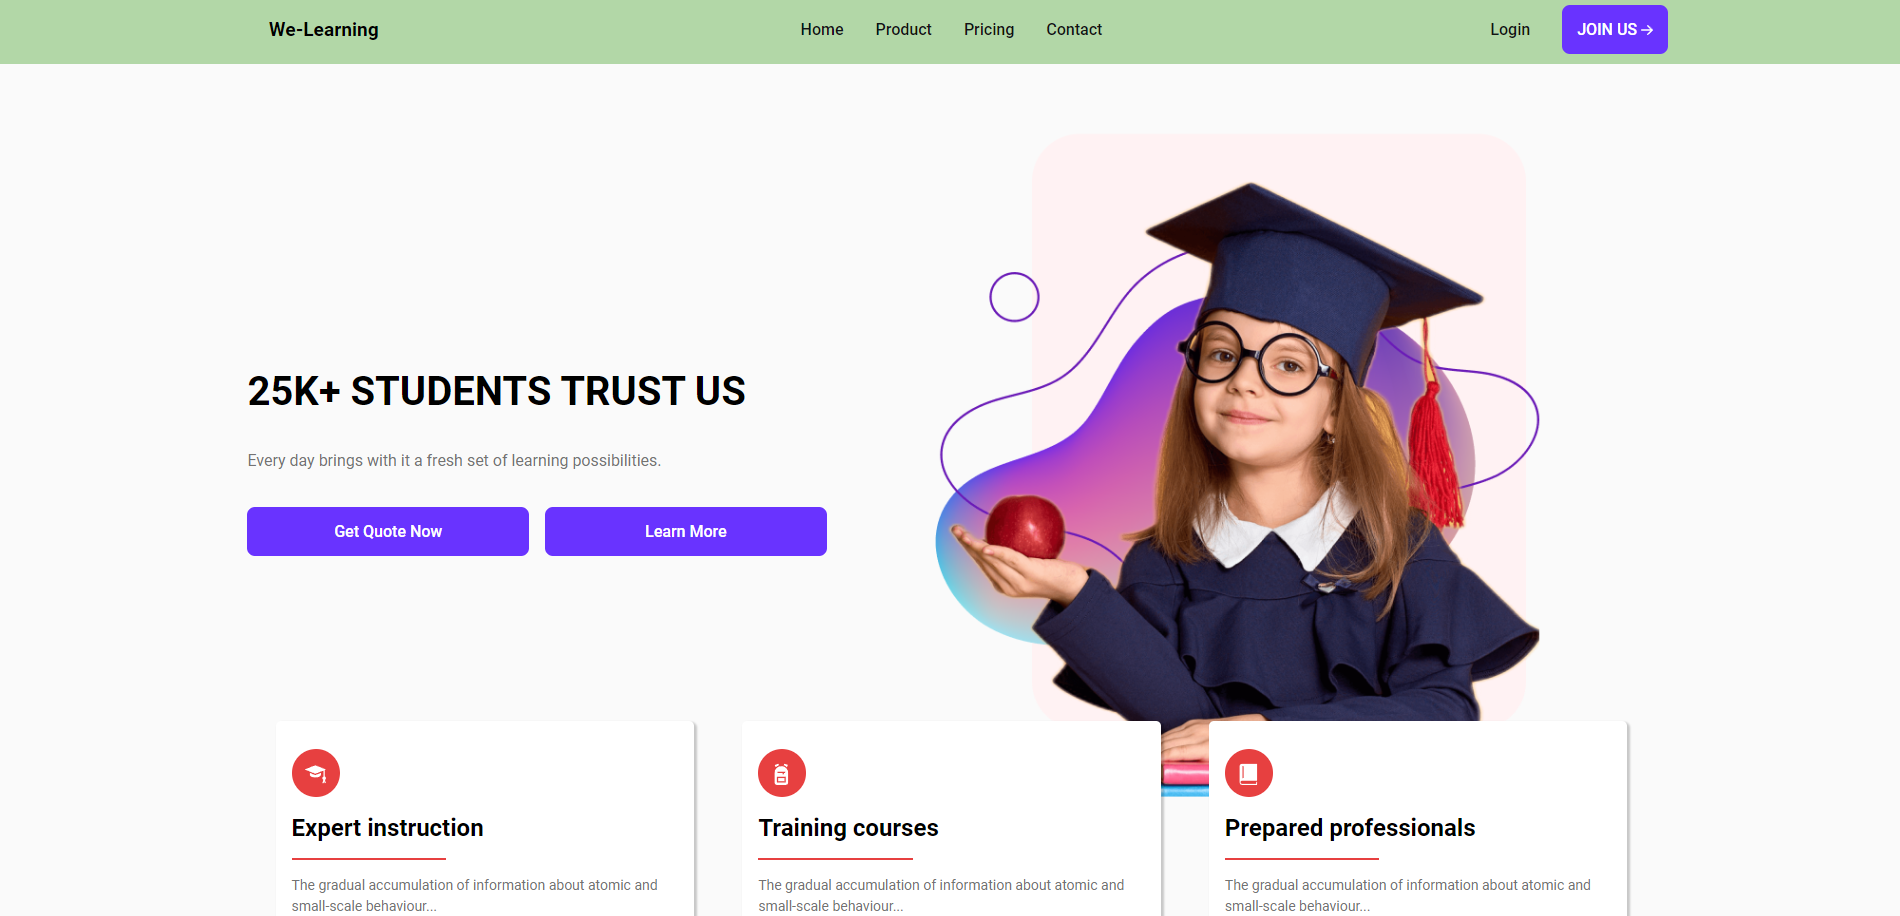 We-Learning
Home Product Pricing Contact
Login JOIN US →
25K+ STUDENTS TRUST US
Every day brings with it a fresh set of learning possibilities.
Get Quote Now Learn More
Expert instruction
The gradual accumulation of information about atomic and
small-scale behaviour...
Training courses
The gradual accumulation of information about atomic and
small-scale behaviour...
Prepared professionals
The gradual accumulation of information about atomic and
small-scale behaviour...